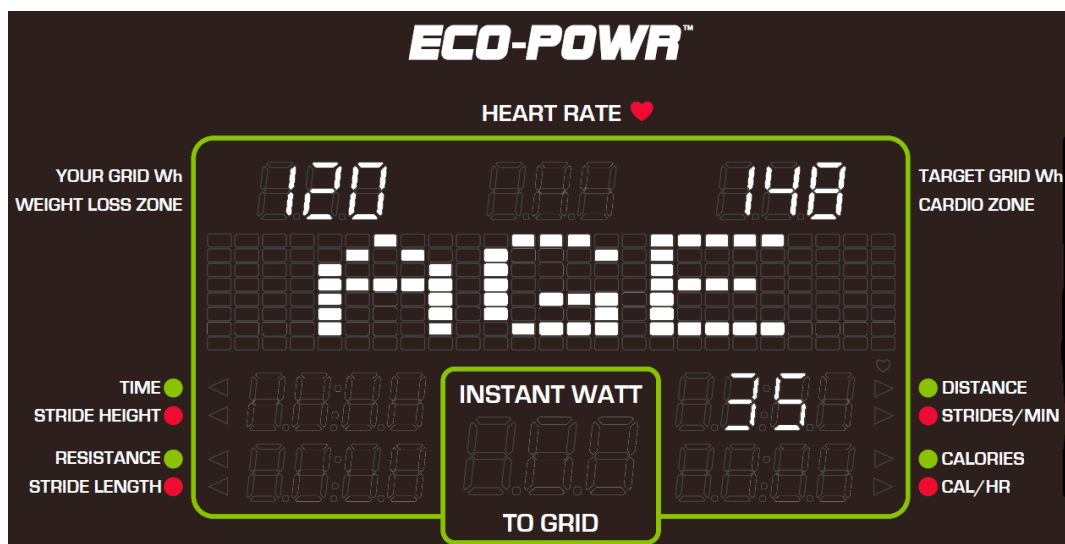 ECO-POWR™
HEART RATE
YOUR GRID Wh
WEIGHT LOSS ZONE
120
148
TARGET GRID Wh
CARDIO ZONE
AGE
TIME
STRIDE HEIGHT
RESISTANCE
STRIDE LENGTH
INSTANT WATT
TO GRID
35
DISTANCE
STRIDES/MIN
CALORIES
CAL/HR